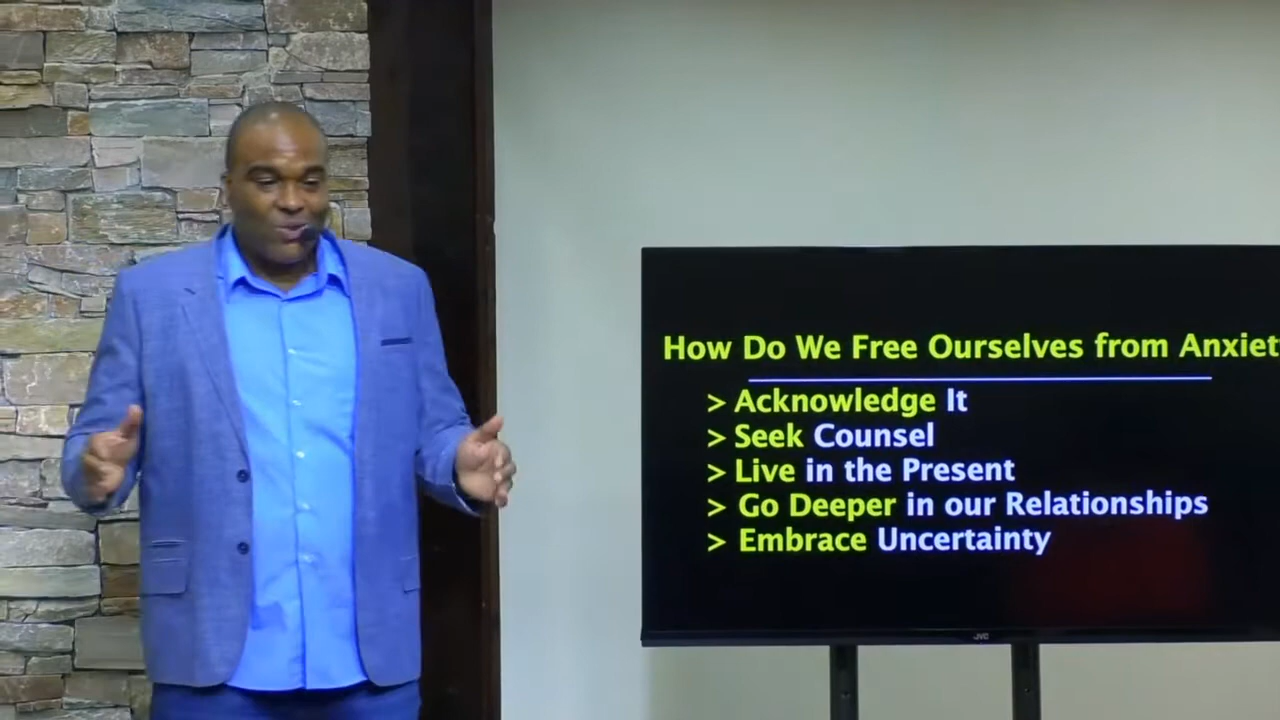 How Do We Free Ourselves from Anxiet
> Acknowledge It
> Seek Counsel
> Live in the Present
> Go Deeper in our Relationships
> Embrace Uncertainty
JVC